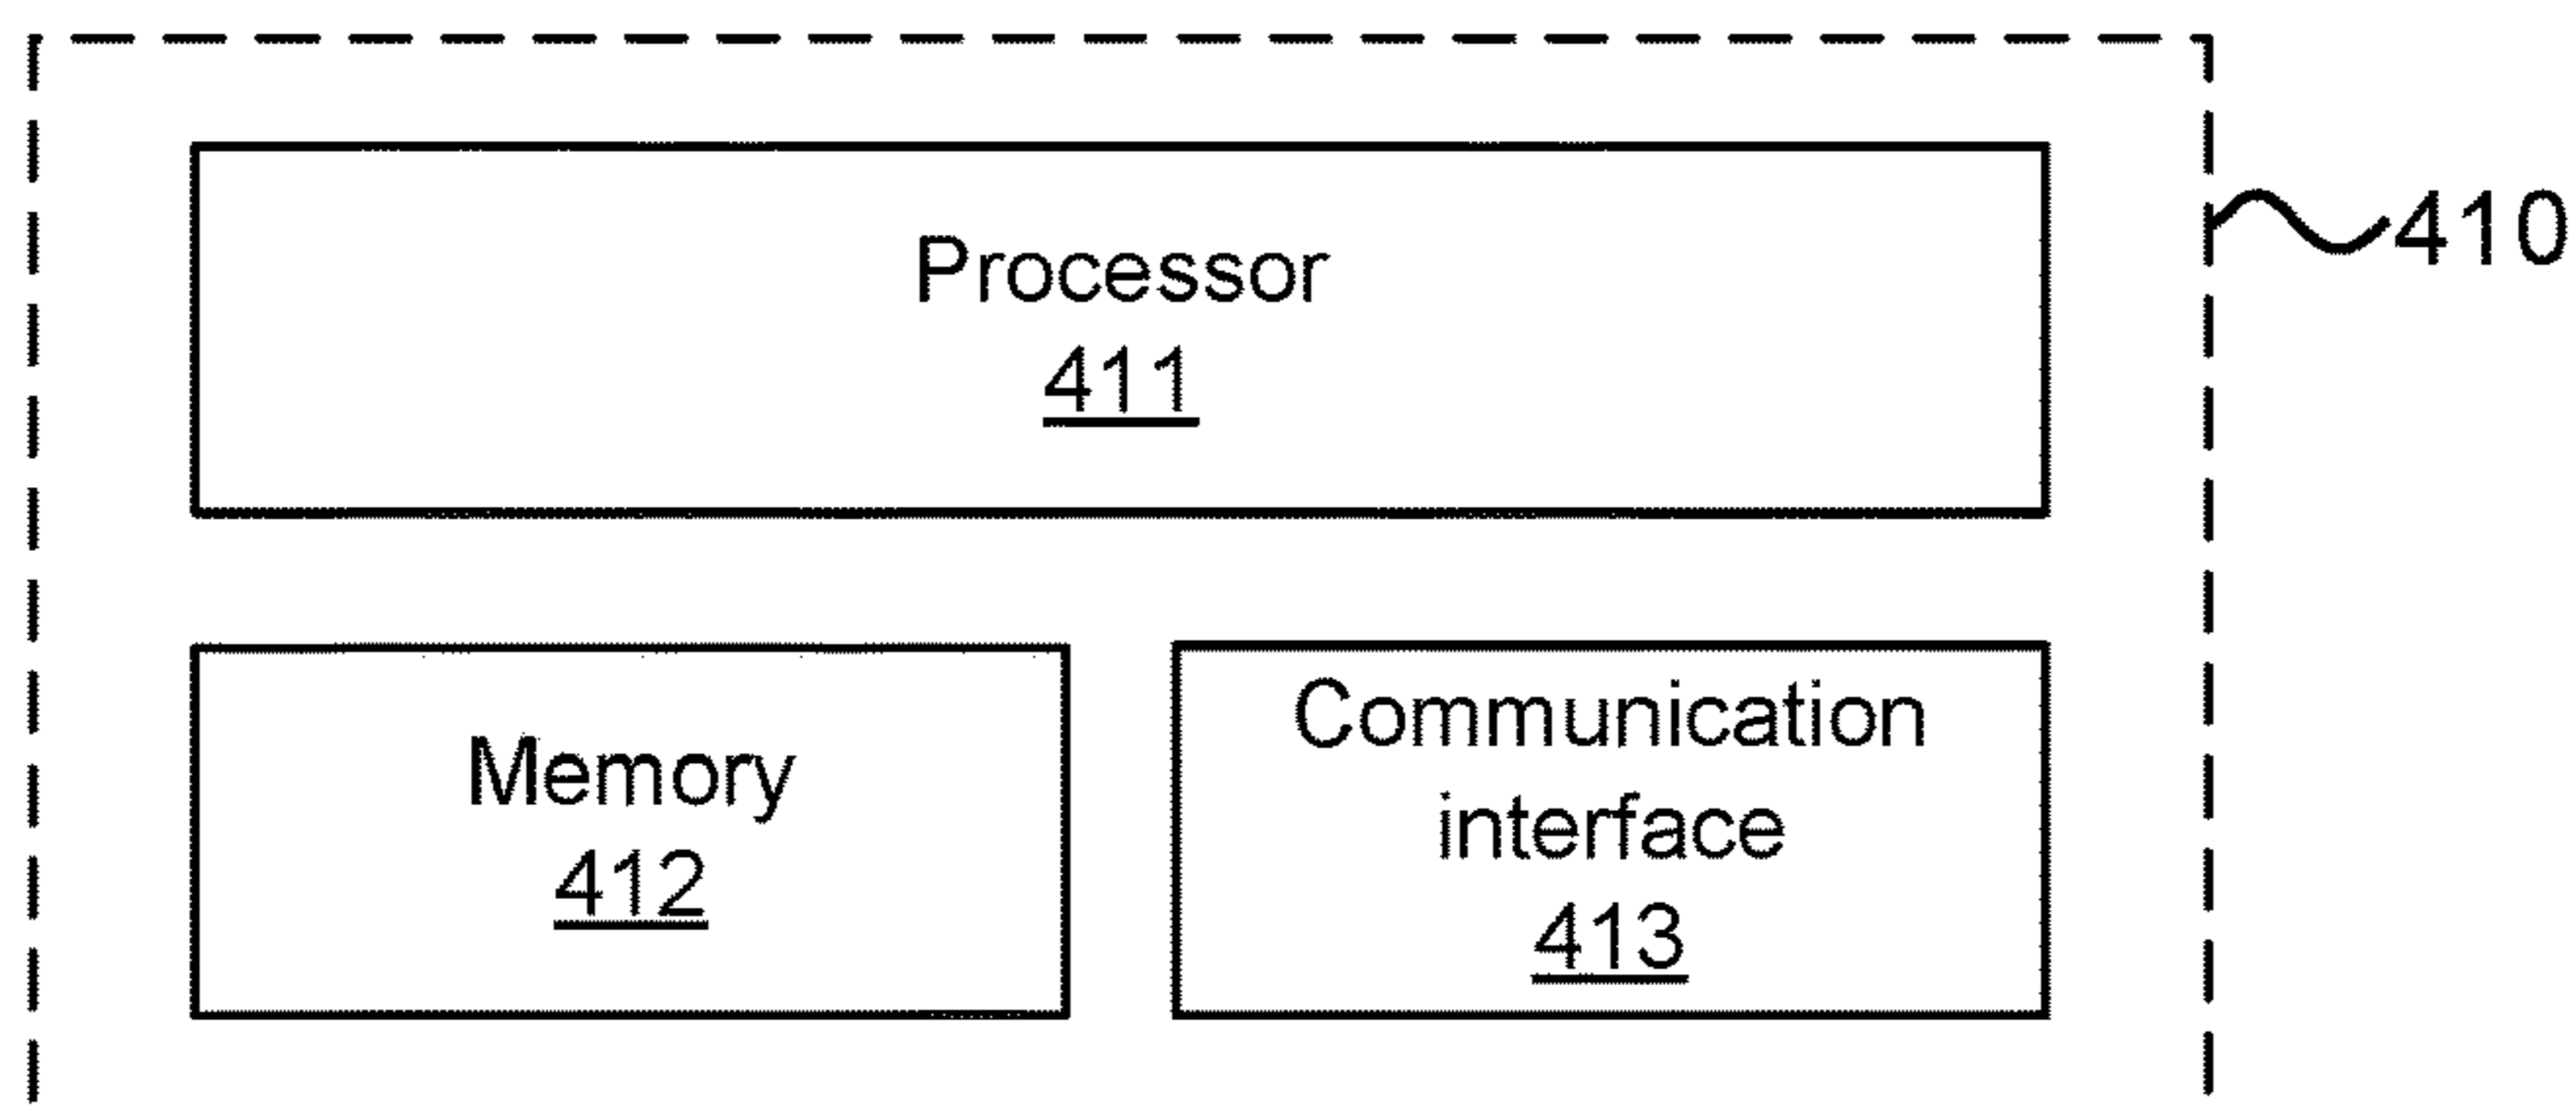 Processor
411
410
Memory
412
Communication
interface
413